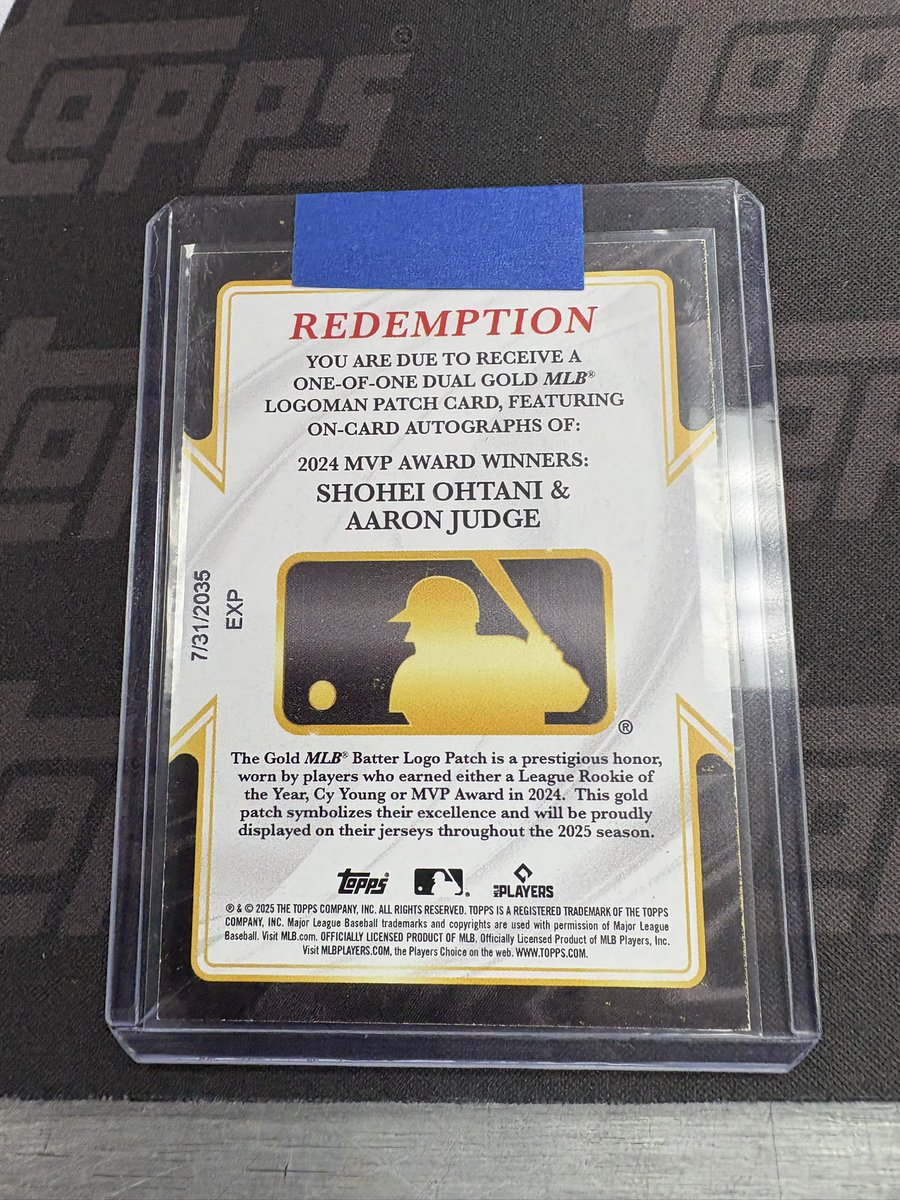 Topps®
Topps
REDEMPTION
YOU ARE DUE TO RECEIVE A
ONE-OF-ONE DUAL GOLD MLB®
LOGOMAN PATCH CARD, FEATURING
ON-CARD AUTOGRAPHS OF:
2024 MVP AWARD WINNERS:
SHOHEI OHTANI &
AARON JUDGE
7/31/2035
EXP
®
The Gold MLB® Batter Logo Patch is a prestigious honor,
worn by players who earned either a League Rookie of
the Year, Cy Young or MVP Award in 2024. This gold
patch symbolizes their excellence and will be proudly
displayed on their jerseys throughout the 2025 season.
Topps®
MLB PLAYERS
® & © 2025 THE TOPPS COMPANY, INC. ALL RIGHTS RESERVED. TOPPS IS A REGISTERED TRADEMARK OF THE TOPPS
COMPANY, INC. Major League Baseball trademarks and copyrights are used with permission of Major League
Baseball. Visit MLB.com. OFFICIALLY LICENSED PRODUCT OF MLB. Officially Licensed Product of MLB Players, Inc.
Visit MLBPLAYERS.COM, the Players Choice on the web. WWW.TOPPS.COM.